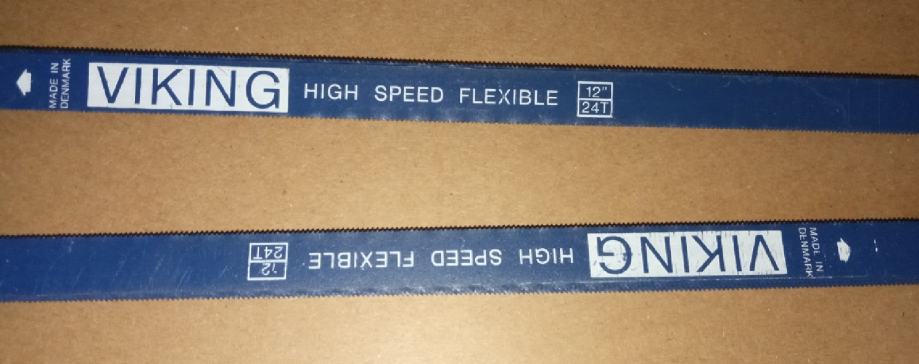 MADE IN
DENMARK
VIKING
HIGH SPEED FLEXIBLE
12"
24T
MADE IN
DENMARK
VIKING
HIGH SPEED FLEXIBLE
12
24T